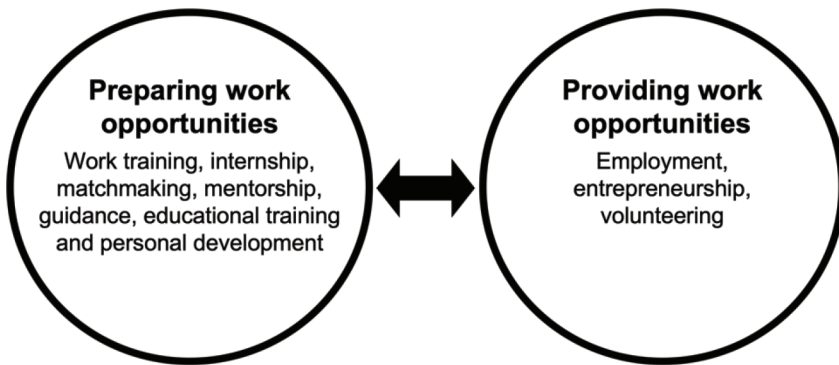 Preparing work
opportunities
Work training, internship,
matchmaking, mentorship,
guidance, educational training
and personal development
Providing work
opportunities
Employment,
entrepreneurship,
volunteering